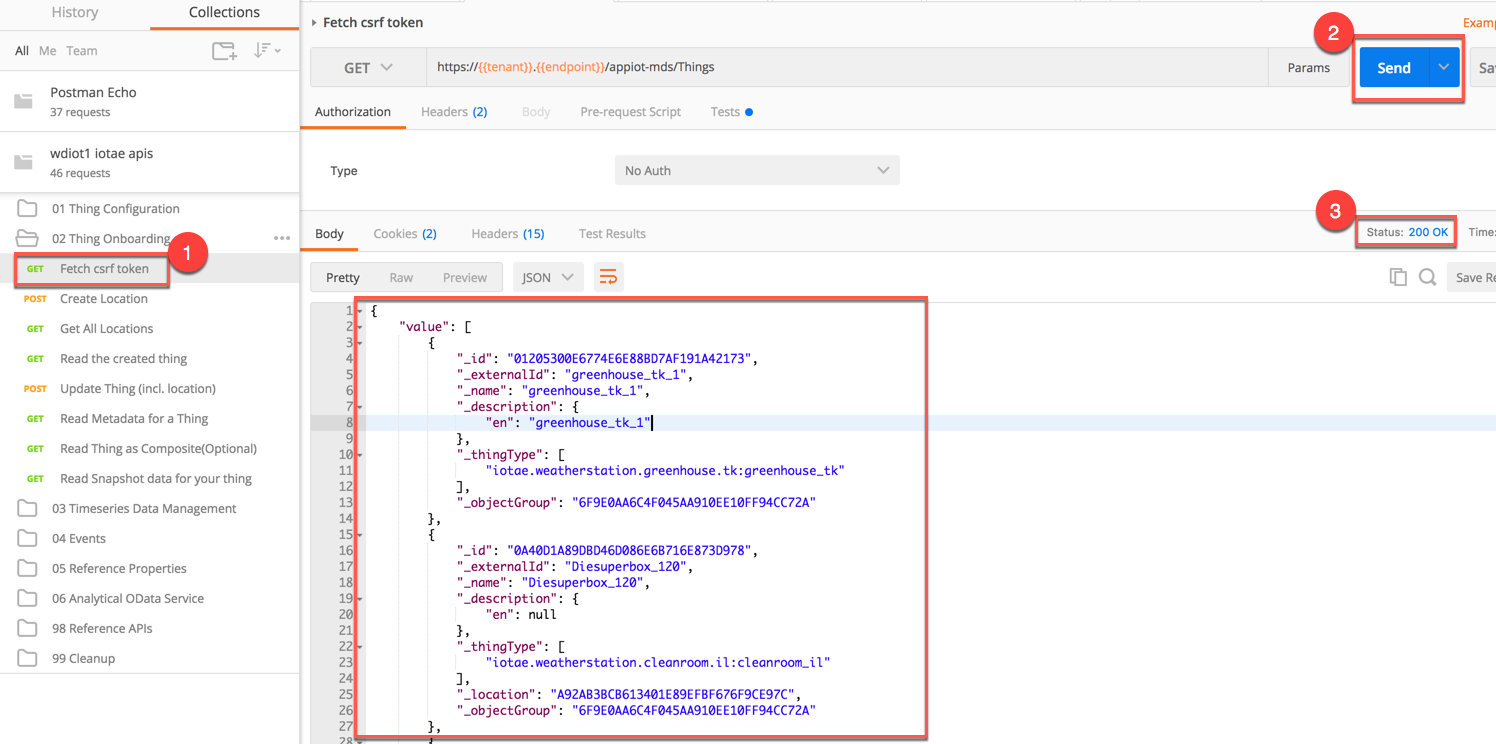 History Collections
All Me Team
Postman Echo
37 requests
wdiot1 iotae apis
46 requests
01 Thing Configuration
02 Thing Onboarding
1
GET Fetch csrf token
POST Create Location
GET Get All Locations
GET Read the created thing
POST Update Thing (incl. location)
GET Read Metadata for a Thing
GET Read Thing as Composite(Optional)
GET Read Snapshot data for your thing
03 Timeseries Data Management
04 Events
05 Reference Properties
06 Analytical OData Service
98 Reference APIs
99 Cleanup
Fetch csrf token
Examp
2
GET https://{{tenant}}.{{endpoint}}/appiot-mds/Things Params Send Sa
Authorization Headers (2) Body Pre-request Script Tests
Type No Auth
3
Body Cookies (2) Headers (15) Test Results Status: 200 OK Time:
Pretty Raw Preview JSON Save Re
1 {
2 "value": [
3 {
4 "_id": "01205300E6774E6E88BD7AF191A42173",
5 "_externalId": "greenhouse_tk_1",
6 "_name": "greenhouse_tk_1",
7 "_description": {
8 "en": "greenhouse_tk_1"
9 },
10 "_thingType": [
11 "iotae.weatherstation.greenhouse.tk:greenhouse_tk"
12 ],
13 "_objectGroup": "6F9E0AA6C4F045AA910EE10FF94CC72A"
14 },
15 {
16 "_id": "0A40D1A89DBD46D086E6B716E873D978",
17 "_externalId": "Diesuperbox_120",
18 "_name": "Diesuperbox_120",
19 "_description": {
20 "en": null
21 },
22 "_thingType": [
23 "iotae.weatherstation.cleanroom.il:cleanroom_il"
24 ],
25 "_location": "A92AB3BCB613401E89EFBF676F9CE97C",
26 "_objectGroup": "6F9E0AA6C4F045AA910EE10FF94CC72A"
27 },
28 {